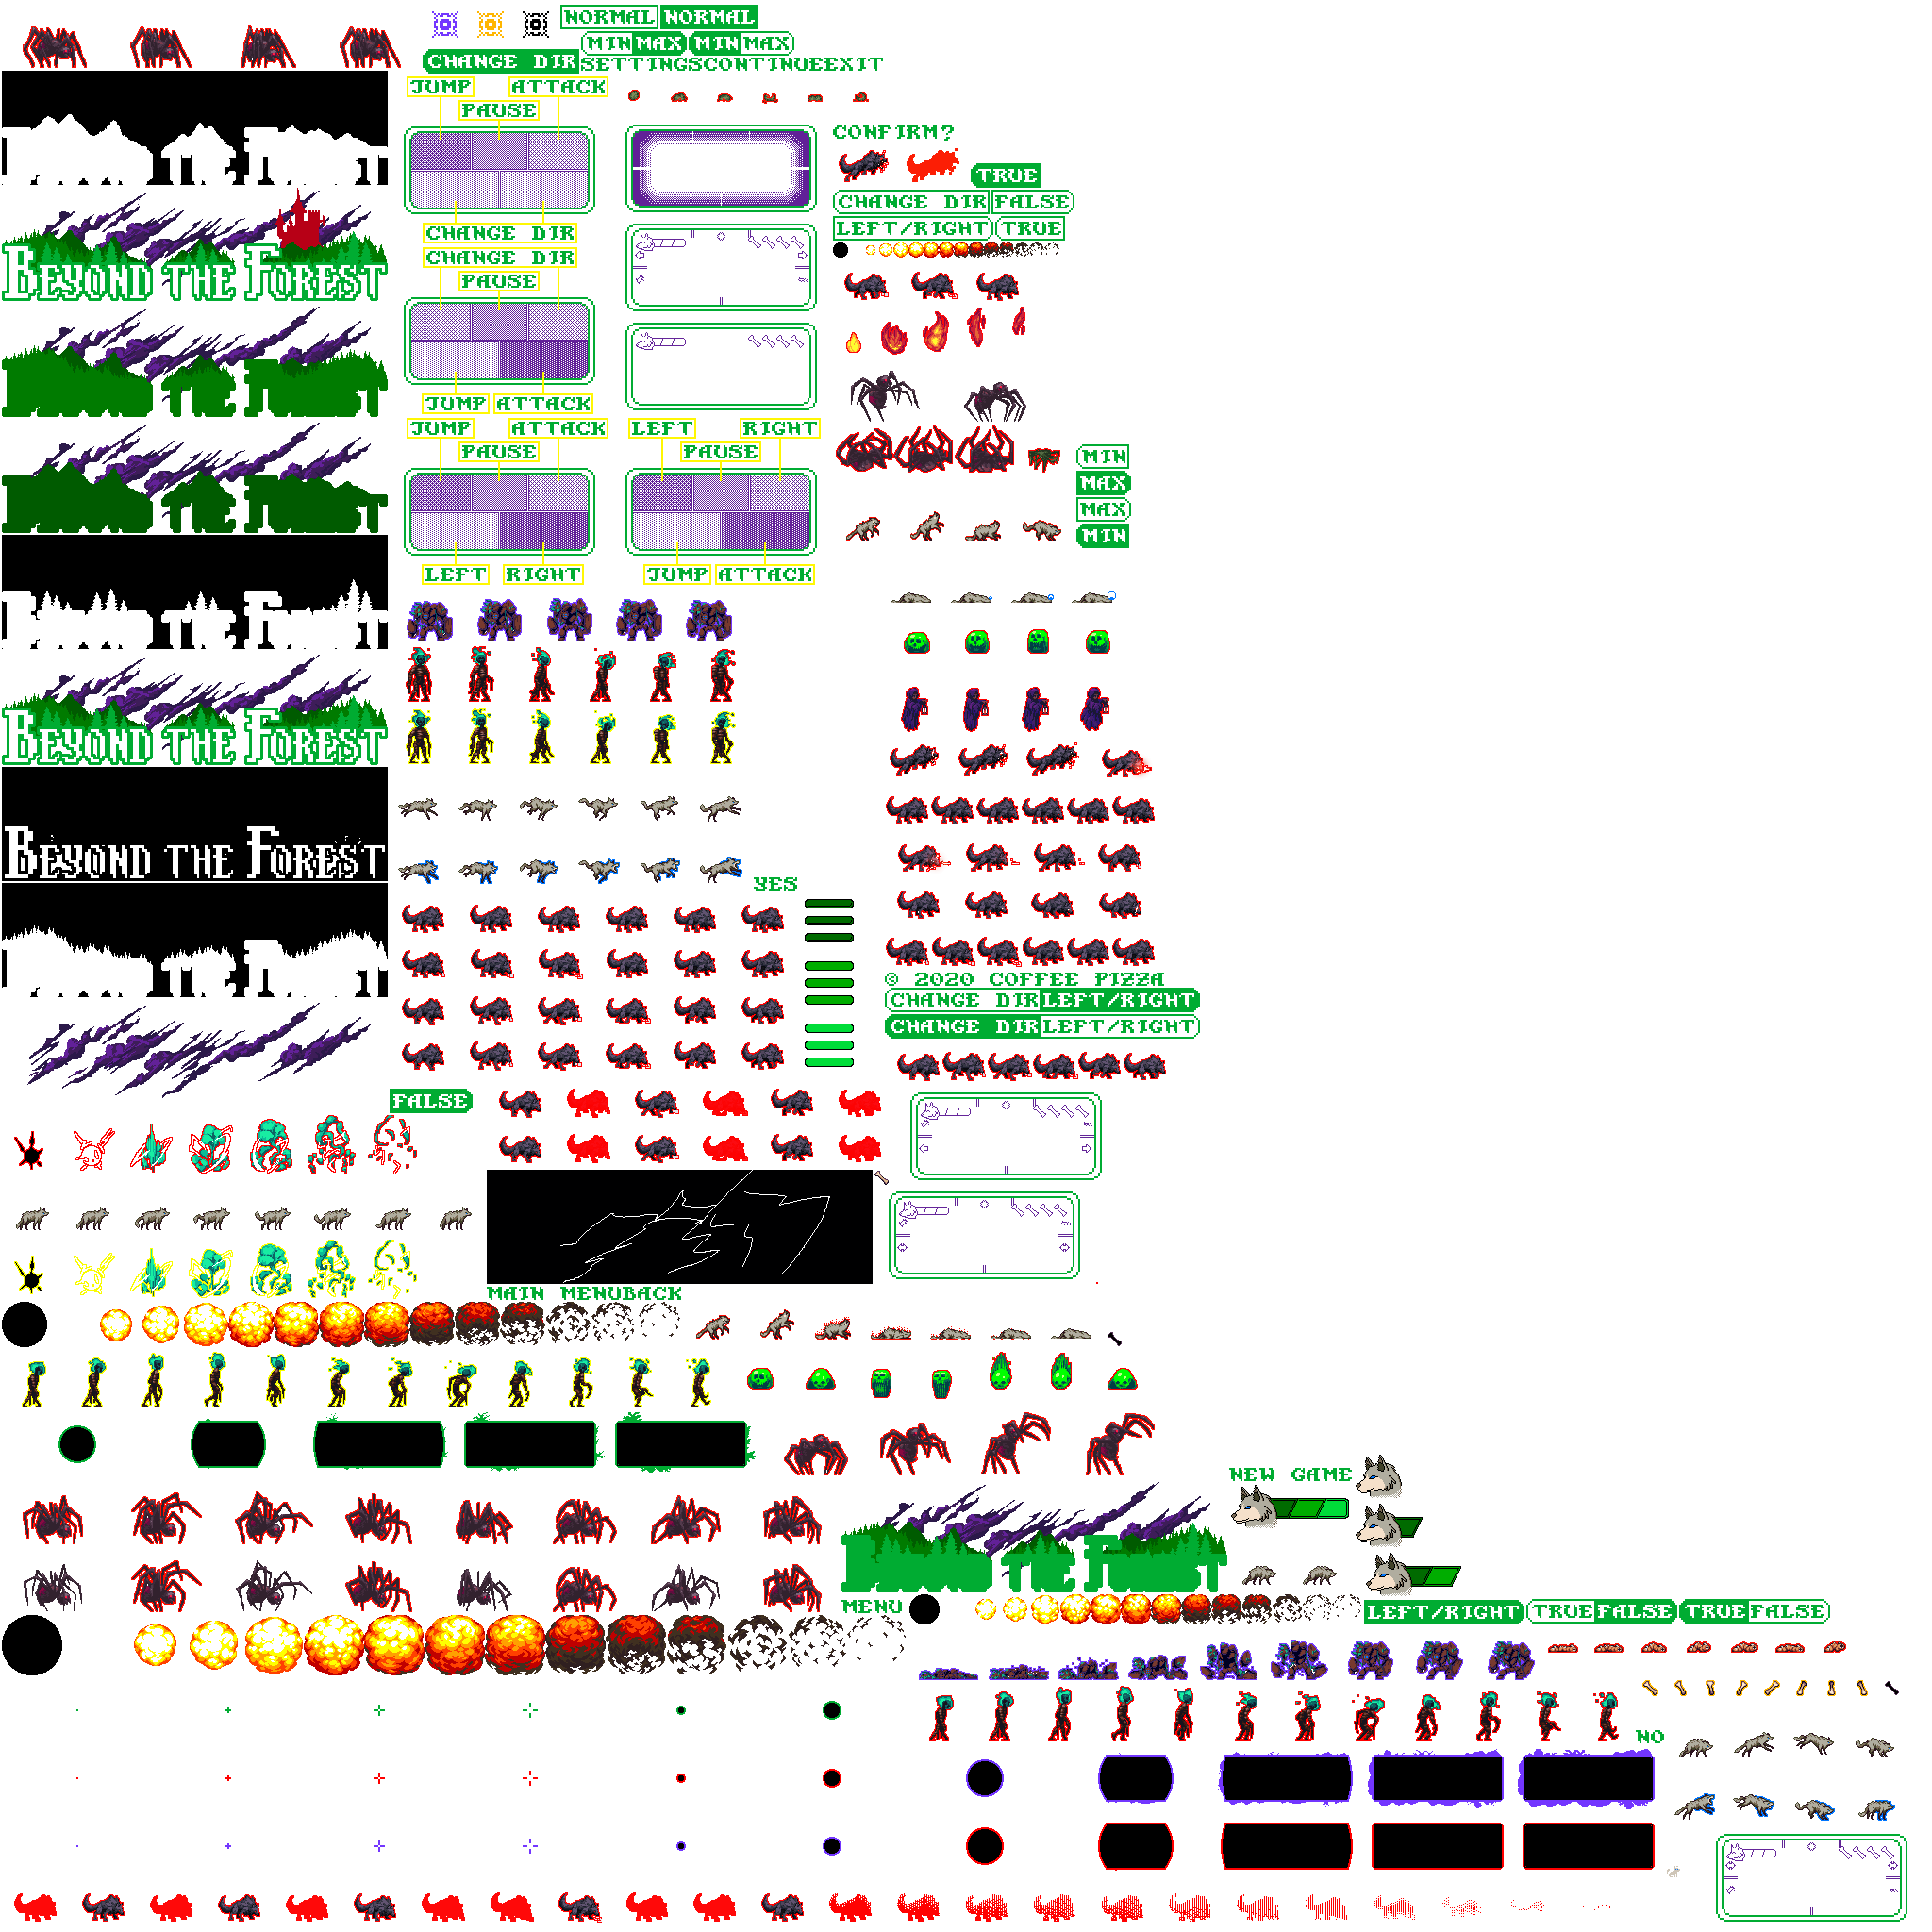 NORMAL NORMAL
MIN MAX MIN MAX
CHANGE DIR SETTINGS CONTINUE EXIT
JUMP ATTACK
PAUSE
CONFIRM?
TRUE
CHANGE DIR FALSE
LEFT/RIGHT TRUE
CHANGE DIR
BEYOND THE FOREST
CHANGE DIR
PAUSE
JUMP ATTACK
JUMP ATTACK LEFT RIGHT
PAUSE PAUSE
MIN
MAX
MAX
MIN
LEFT RIGHT JUMP ATTACK
BEYOND THE FOREST
BEYOND THE FOREST
YES
© 2020 COFFEE PIZZA
CHANGE DIR LEFT/RIGHT
CHANGE DIR LEFT/RIGHT
FALSE
MAIN MENU BACK
NEW GAME
MENU
LEFT/RIGHT TRUE FALSE TRUE FALSE
NO